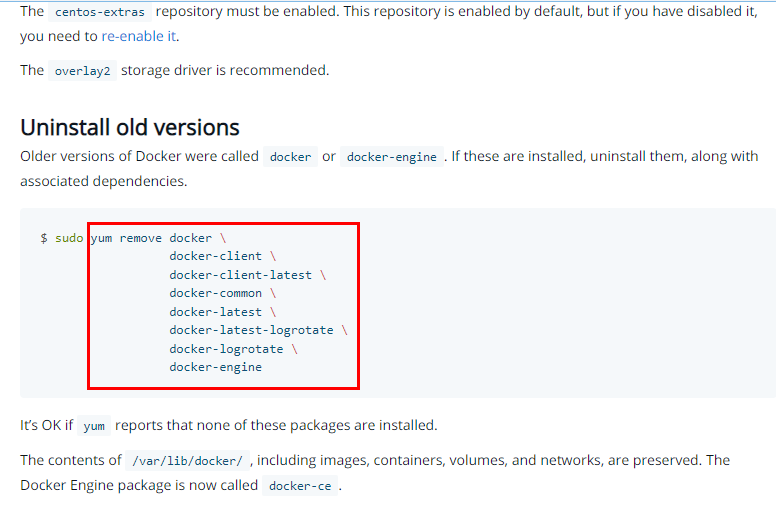 The centos-extras repository must be enabled. This repository is enabled by default, but if you have disabled it,
you need to re-enable it.
The overlay2 storage driver is recommended.
Uninstall old versions
Older versions of Docker were called docker or docker-engine . If these are installed, uninstall them, along with
associated dependencies.
$ sudo yum remove docker \
docker-client \
docker-client-latest \
docker-common \
docker-latest \
docker-latest-logrotate \
docker-logrotate \
docker-engine
It’s OK if yum reports that none of these packages are installed.
The contents of /var/lib/docker/ , including images, containers, volumes, and networks, are preserved. The
Docker Engine package is now called docker-ce .